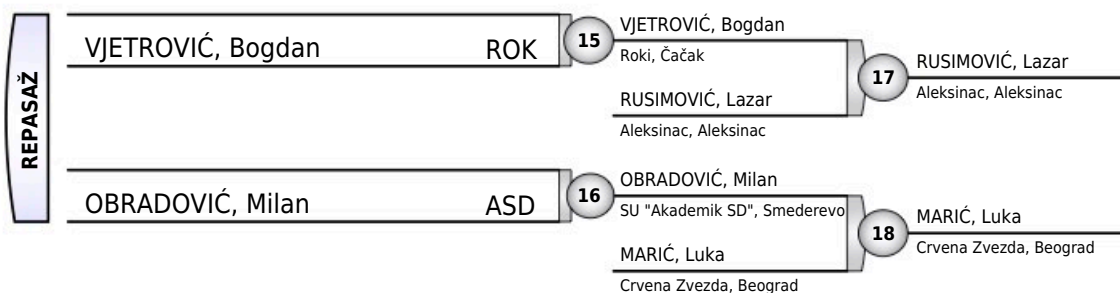 REPASAŽ
VJETROVIĆ, Bogdan ROK
15
VJETROVIĆ, Bogdan
Roki, Čačak
RUSIMOVIĆ, Lazar
Aleksinac, Aleksinac
17
RUSIMOVIĆ, Lazar
Aleksinac, Aleksinac
OBRADOVIĆ, Milan ASD
16
OBRADOVIĆ, Milan
SU "Akademik SD", Smederevo
MARIĆ, Luka
Crvena Zvezda, Beograd
18
MARIĆ, Luka
Crvena Zvezda, Beograd